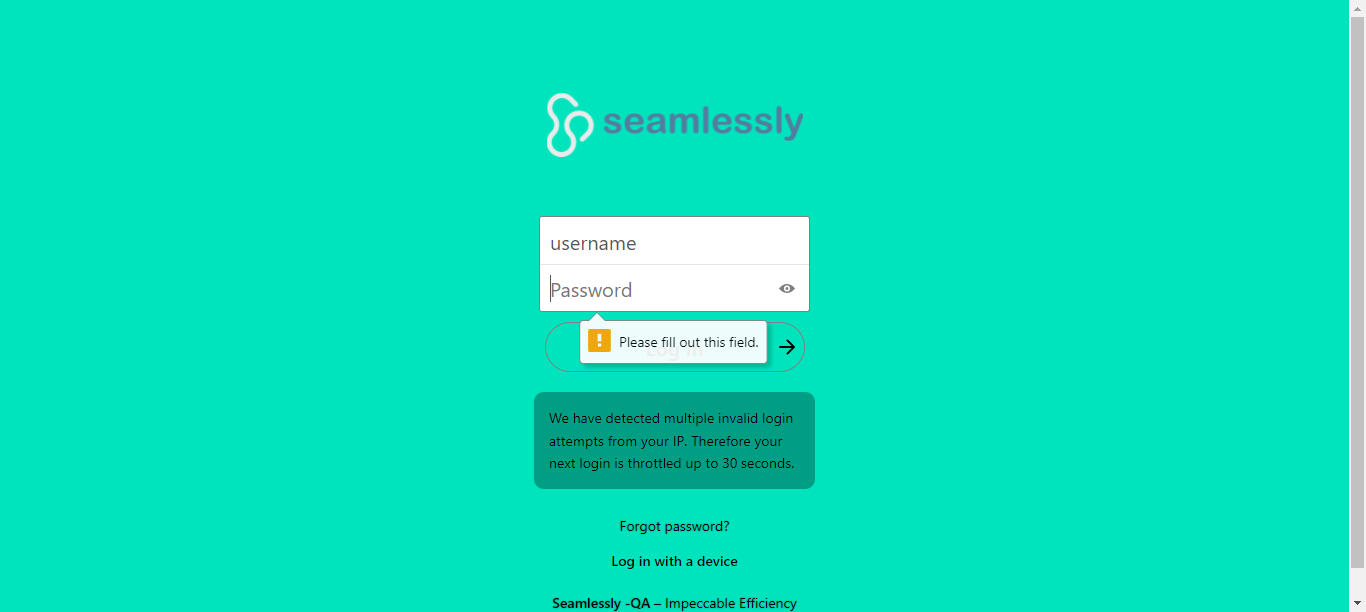 seamlessly
username
Password
Please fill out this field.
Log in
We have detected multiple invalid login
attempts from your IP. Therefore your
next login is throttled up to 30 seconds.
Forgot password?
Log in with a device
Seamlessly -QA – Impeccable Efficiency